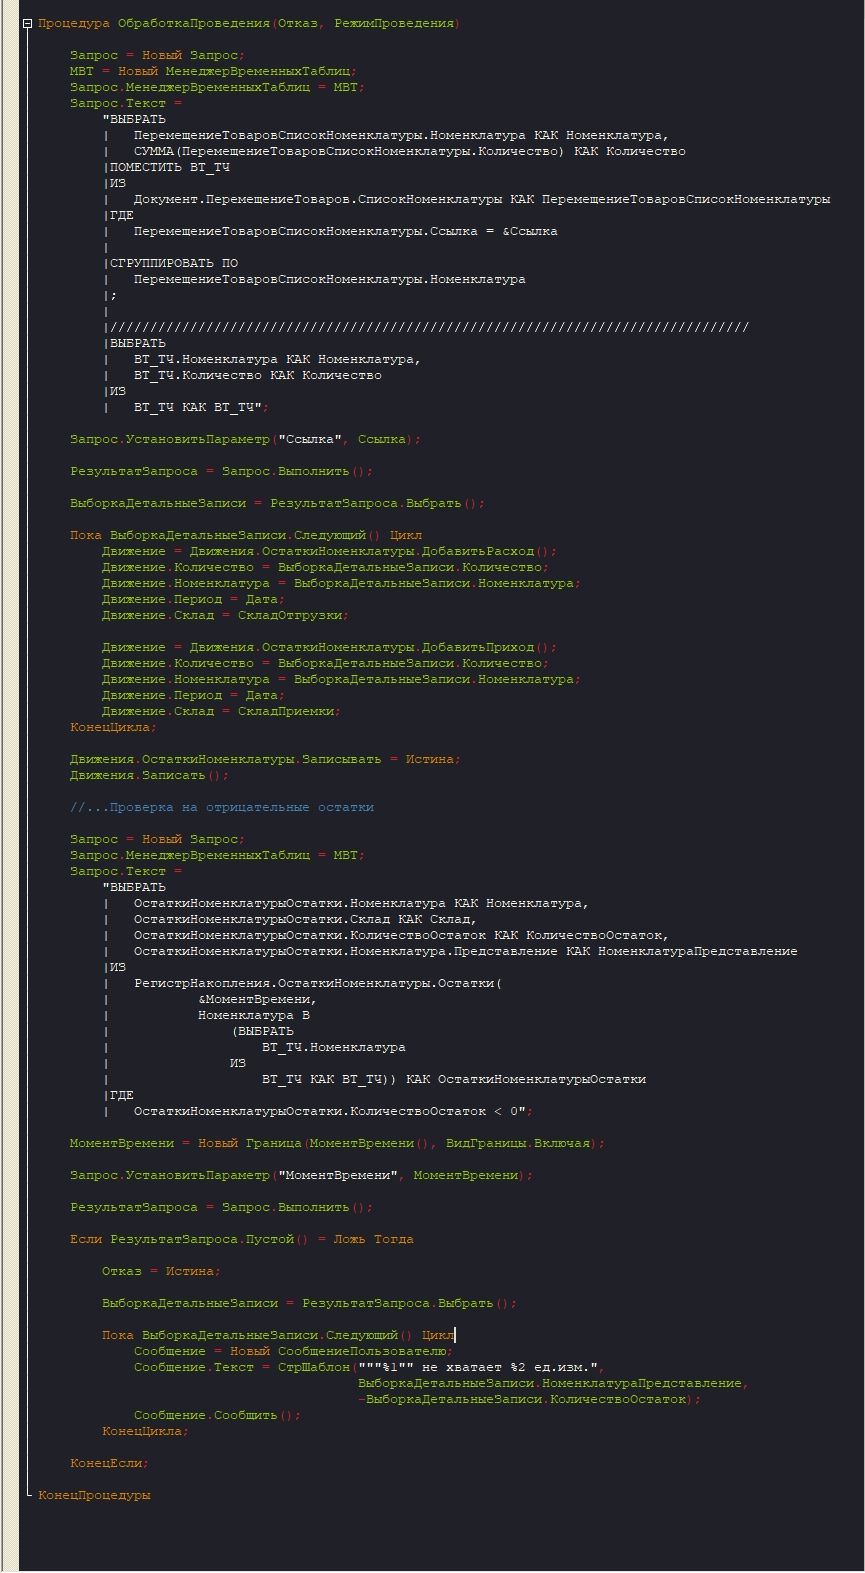 Процедура ОбработкаПроведения(Отказ, РежимПроведения)
Запрос = Новый Запрос;
МВТ = Новый МенеджерВременныхТаблиц;
Запрос.МенеджерВременныхТаблиц = МВТ;
Запрос.Текст =
"ВЫБРАТЬ
|	ПеремещениеТоваровСписокНоменклатуры.Номенклатура КАК Номенклатура,
|	СУММА(ПеремещениеТоваровСписокНоменклатуры.Количество) КАК Количество
|ПОМЕСТИТЬ ВТ_ТЧ
|ИЗ
|	Документ.ПеремещениеТоваров.СписокНоменклатуры КАК ПеремещениеТоваровСписокНоменклатуры
|ГДЕ
|	ПеремещениеТоваровСписокНоменклатуры.Ссылка = &Ссылка
|
|СГРУППИРОВАТЬ ПО
|	ПеремещениеТоваровСписокНоменклатуры.Номенклатура
|;
|
|////////////////////////////////////////////////////////////////////////////////
|ВЫБРАТЬ
|	ВТ_ТЧ.Номенклатура КАК Номенклатура,
|	ВТ_ТЧ.Количество КАК Количество
|ИЗ
|	ВТ_ТЧ КАК ВТ_ТЧ";
Запрос.УстановитьПараметр("Ссылка", Ссылка);
РезультатЗапроса = Запрос.Выполнить();
ВыборкаДетальныеЗаписи = РезультатЗапроса.Выбрать();
Пока ВыборкаДетальныеЗаписи.Следующий() Цикл
Движение = Движения.ОстаткиНоменклатуры.ДобавитьРасход();
Движение.Количество = ВыборкаДетальныеЗаписи.Количество;
Движение.Номенклатура = ВыборкаДетальныеЗаписи.Номенклатура;
Движение.Период = Дата;
Движение.Склад = СкладОтгрузки;
Движение = Движения.ОстаткиНоменклатуры.ДобавитьПриход();
Движение.Количество = ВыборкаДетальныеЗаписи.Количество;
Движение.Номенклатура = ВыборкаДетальныеЗаписи.Номенклатура;
Движение.Период = Дата;
Движение.Склад = СкладПриемки;
КонецЦикла;
Движения.ОстаткиНоменклатуры.Записывать = Истина;
Движения.Записать();
//...Проверка на отрицательные остатки
Запрос = Новый Запрос;
Запрос.МенеджерВременныхТаблиц = МВТ;
Запрос.Текст =
"ВЫБРАТЬ
|	ОстаткиНоменклатурыОстатки.Номенклатура КАК Номенклатура,
|	ОстаткиНоменклатурыОстатки.Склад КАК Склад,
|	ОстаткиНоменклатурыОстатки.КоличествоОстаток КАК КоличествоОстаток,
|	ОстаткиНоменклатурыОстатки.Номенклатура.Представление КАК НоменклатураПредставление
|ИЗ
|	РегистрНакопления.ОстаткиНоменклатуры.Остатки(
|			&МоментВремени,
|			Номенклатура В
|				(ВЫБРАТЬ
|					ВТ_ТЧ.Номенклатура
|				ИЗ
|					ВТ_ТЧ КАК ВТ_ТЧ)) КАК ОстаткиНоменклатурыОстатки
|ГДЕ
|	ОстаткиНоменклатурыОстатки.КоличествоОстаток < 0";
МоментВремени = Новый Граница(МоментВремени(), ВидГраницы.Включая);
Запрос.УстановитьПараметр("МоментВремени", МоментВремени);
РезультатЗапроса = Запрос.Выполнить();
Если РезультатЗапроса.Пустой() = Ложь Тогда
Отказ = Истина;
ВыборкаДетальныеЗаписи = РезультатЗапроса.Выбрать();
Пока ВыборкаДетальныеЗаписи.Следующий() Цикл
Сообщение = Новый СообщениеПользователю;
Сообщение.Текст = СтрШаблон("""%1"" не хватает %2 ед.изм.",
ВыборкаДетальныеЗаписи.НоменклатураПредставление,
-ВыборкаДетальныеЗаписи.КоличествоОстаток);
Сообщение.Сообщить();
КонецЦикла;
КонецЕсли;
КонецПроцедуры